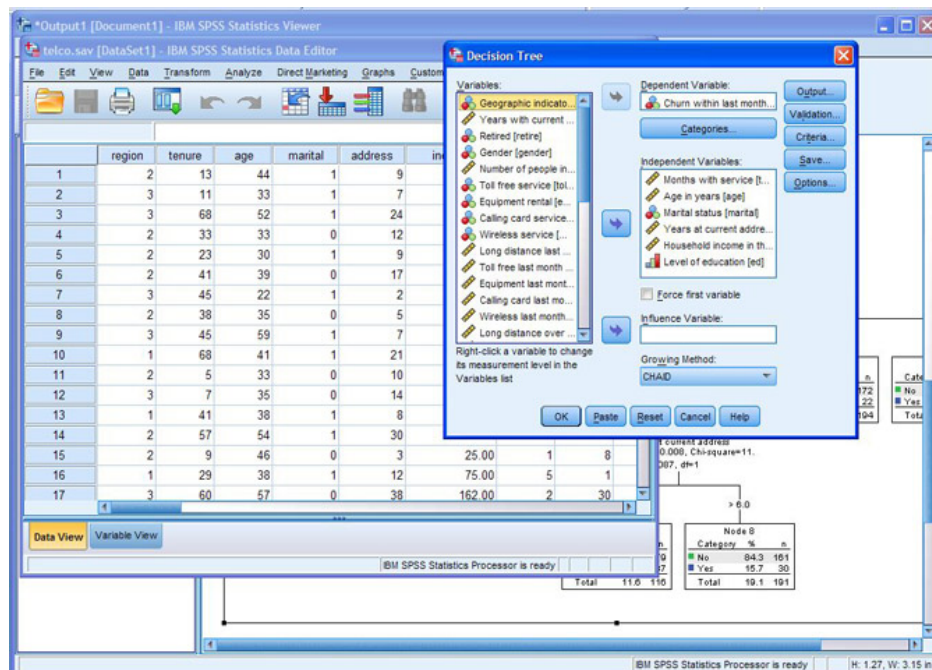 *Output1 [Document1] - IBM SPSS Statistics Viewer
telco.sav [DataSet1] - IBM SPSS Statistics Data Editor
File Edit View Data Transform Analyze Direct Marketing Graphs Custom
region tenure age marital address
1 2 13 44 1 9
2 3 11 33 1 7
3 3 68 52 1 24
4 2 33 33 0 12
5 2 23 30 1 9
6 2 41 39 0 17
7 3 45 22 1 2
8 2 38 35 0 5
9 3 45 59 1 7
10 1 68 41 1 21
11 2 5 33 0 10
12 3 7 35 0 14
13 1 41 38 1 8
14 2 57 54 1 30
15 2 9 46 0 3 25.00 1 8
16 1 29 38 1 12 75.00 5 1
17 3 60 57 0 38 162.00 2 30
Data View Variable View
IBM SPSS Statistics Processor is ready
Decision Tree
Variables:
Geographic indicato...
Years with current ...
Retired [retire]
Gender [gender]
Number of people in...
Toll free service [tol...
Equipment rental [e...
Calling card service...
Wireless service [...
Long distance last ...
Toll free last month ...
Equipment last mont...
Calling card last mo...
Wireless last month...
Long distance over ...
Right-click a variable to change
its measurement level in the
Variables list
Dependent Variable:
Churn within last month...
Categories...
Independent Variables:
Months with service [t...
Age in years [age]
Marital status [marital]
Years at current addre...
Household income in th...
Level of education [ed]
Force first variable
Influence Variable:
Growing Method:
CHAID
Output...
Validation...
Criteria...
Save...
Options...
OK Paste Reset Cancel Help
current address
0.008, Chi-square=11.
087, df=1
> 6.0
Node 8
Category % n
No 84.3 161
Yes 15.7 30
Total 19.1 191
Total 11.6 116
n
172
22
194
No
Yes
IBM SPSS Statistics Processor is ready H: 1.27, W: 3.15 in